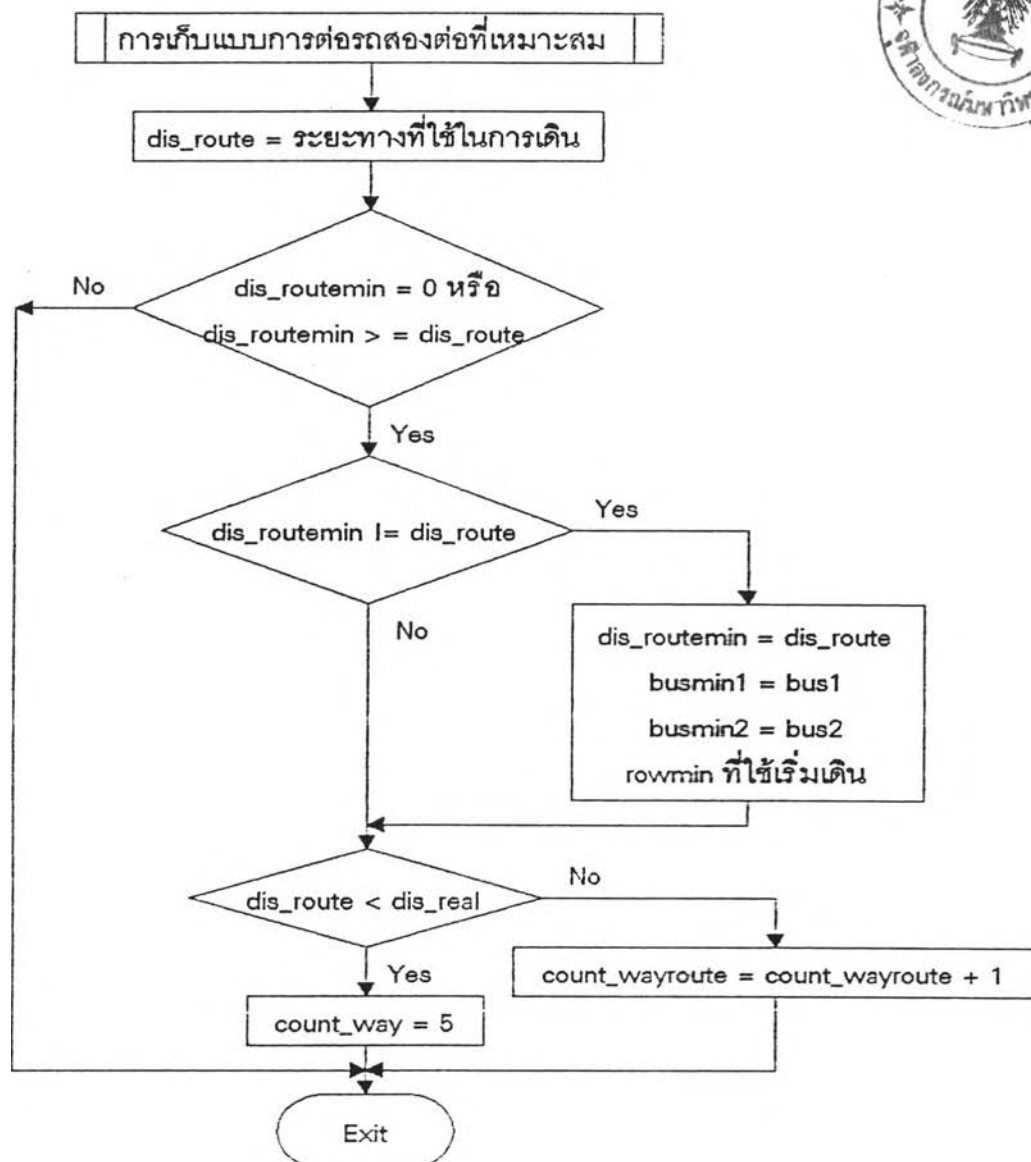 การเก็บแบบการต่อรถสองต่อที่เหมาะสม
dis_route = ระยะทางที่ใช้ในการเดิน
No
dis_routemin = 0 หรือ
dis_routemin > = dis_route
Yes
dis_routemin != dis_route
Yes
No
dis_routemin = dis_route
busmin1 = bus1
busmin2 = bus2
rowmin ที่ใช้เริ่มเดิน
dis_route < dis_real
No
Yes
count_wayroute = count_wayroute + 1
count_way = 5
Exit